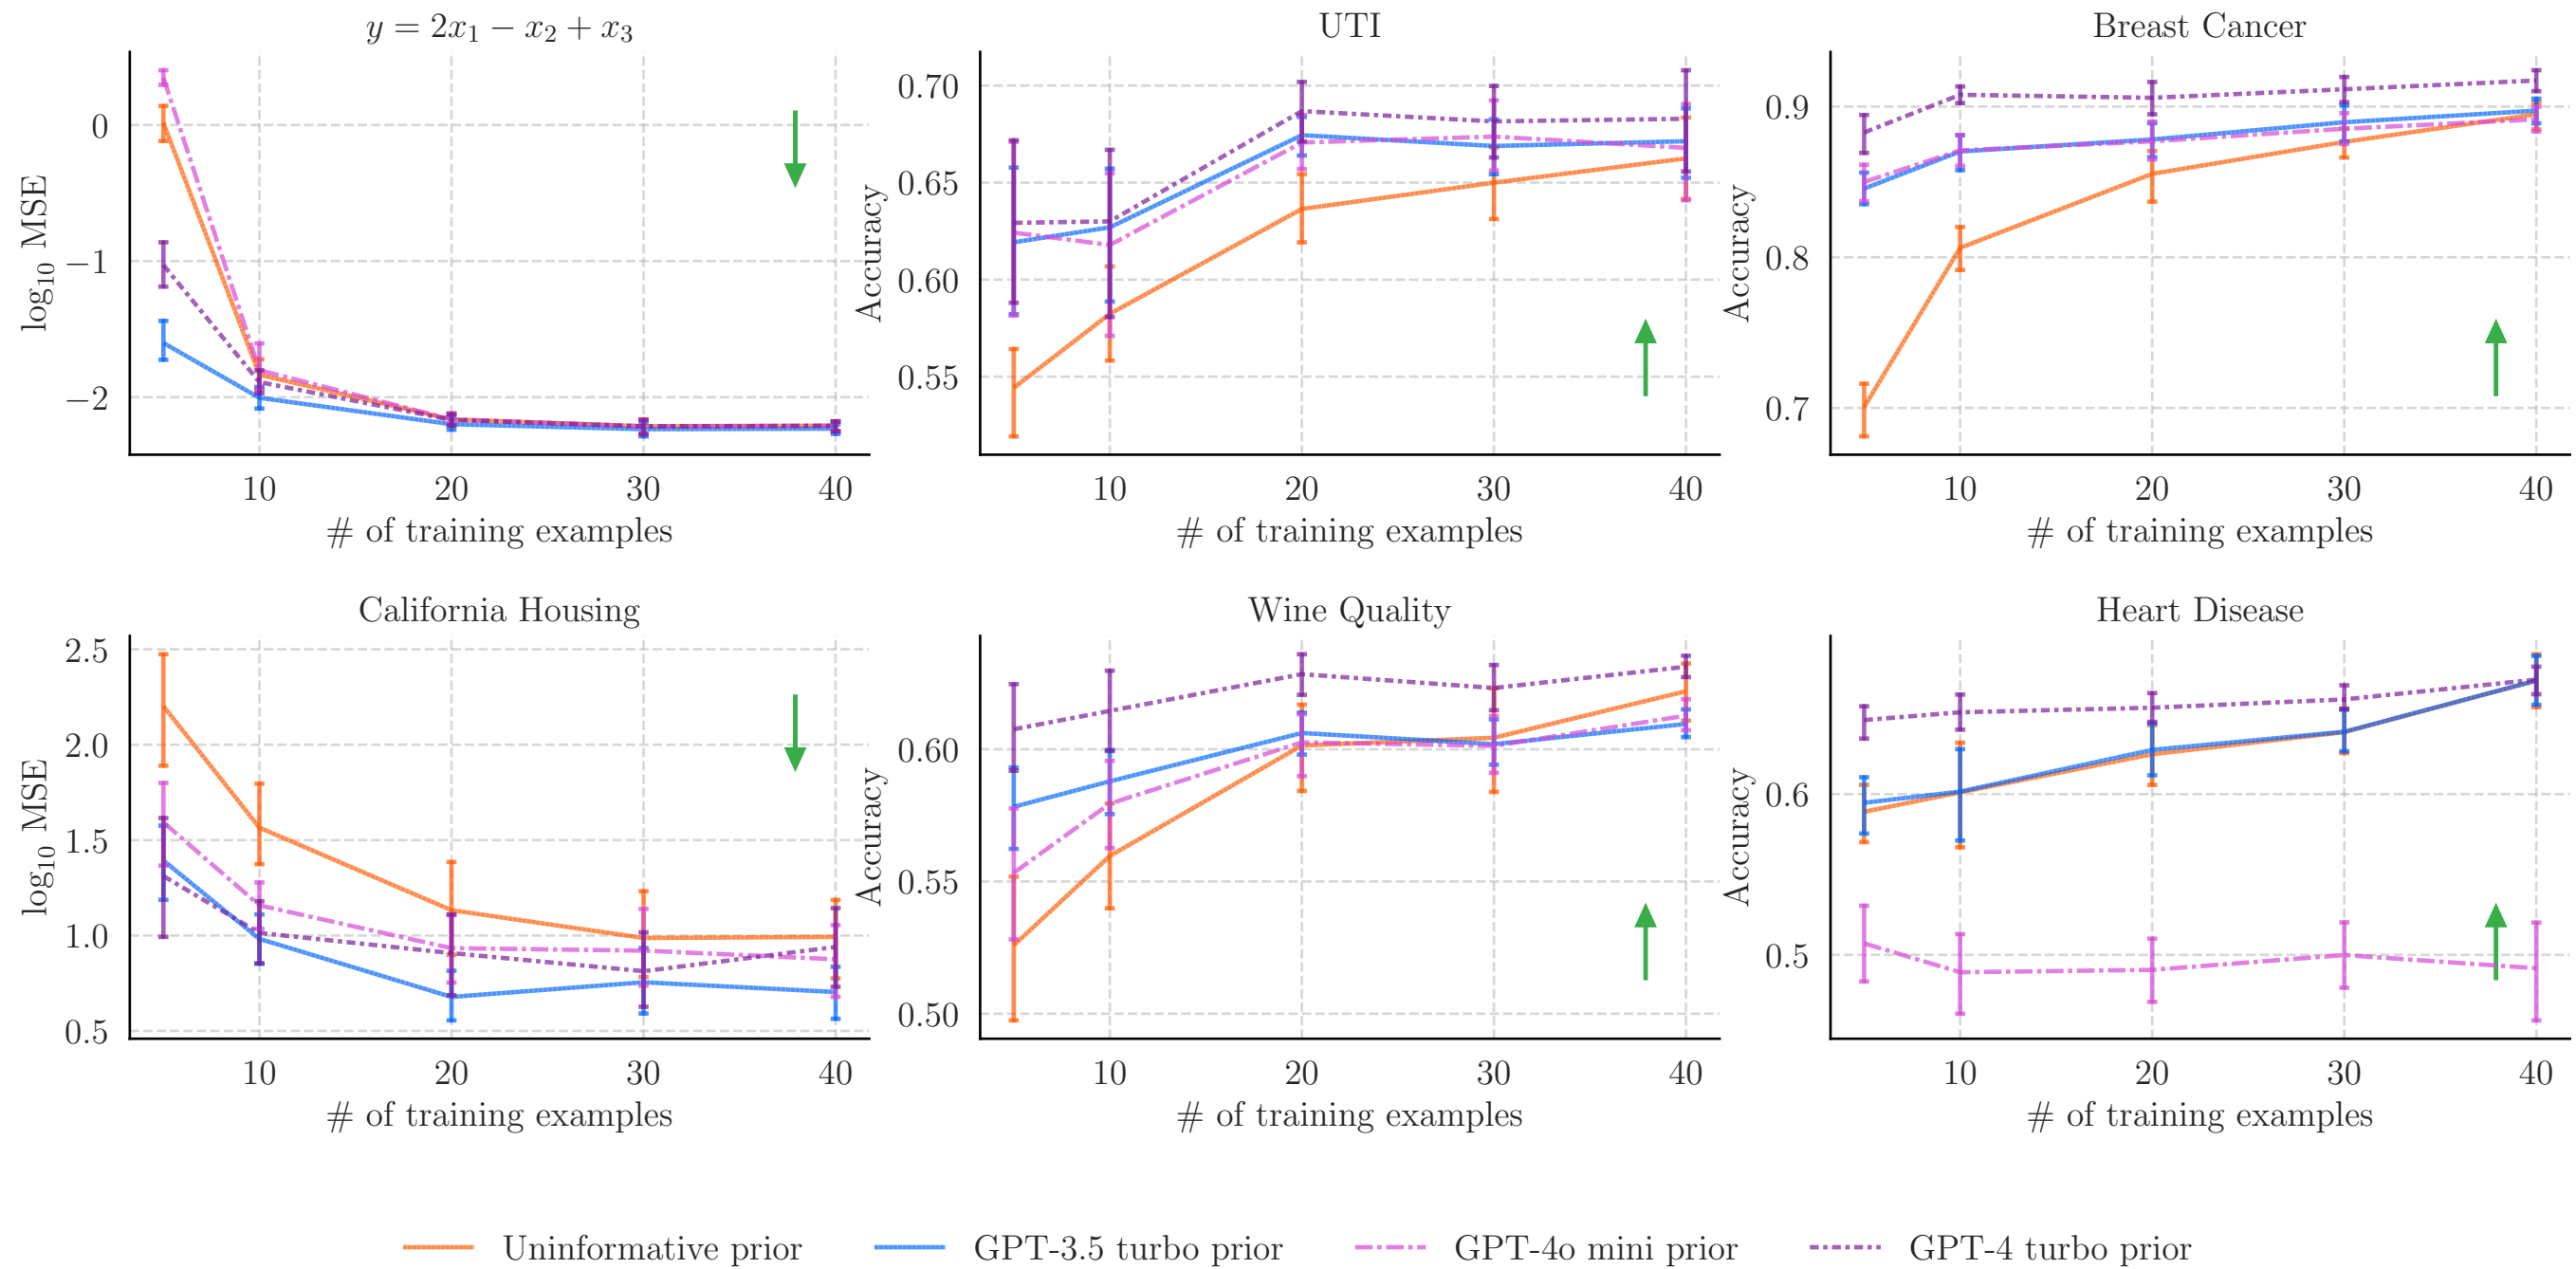 y = 2x₁ − x₂ + x₃
log₁₀ MSE
0
−1
−2
10 20 30 40
# of training examples
UTI
Accuracy
0.70
0.65
0.60
0.55
10 20 30 40
# of training examples
Breast Cancer
Accuracy
0.9
0.8
0.7
10 20 30 40
# of training examples
California Housing
log₁₀ MSE
2.5
2.0
1.5
1.0
0.5
10 20 30 40
# of training examples
Wine Quality
Accuracy
0.60
0.55
0.50
10 20 30 40
# of training examples
Heart Disease
Accuracy
0.6
0.5
10 20 30 40
# of training examples
Uninformative prior GPT-3.5 turbo prior GPT-4o mini prior GPT-4 turbo prior